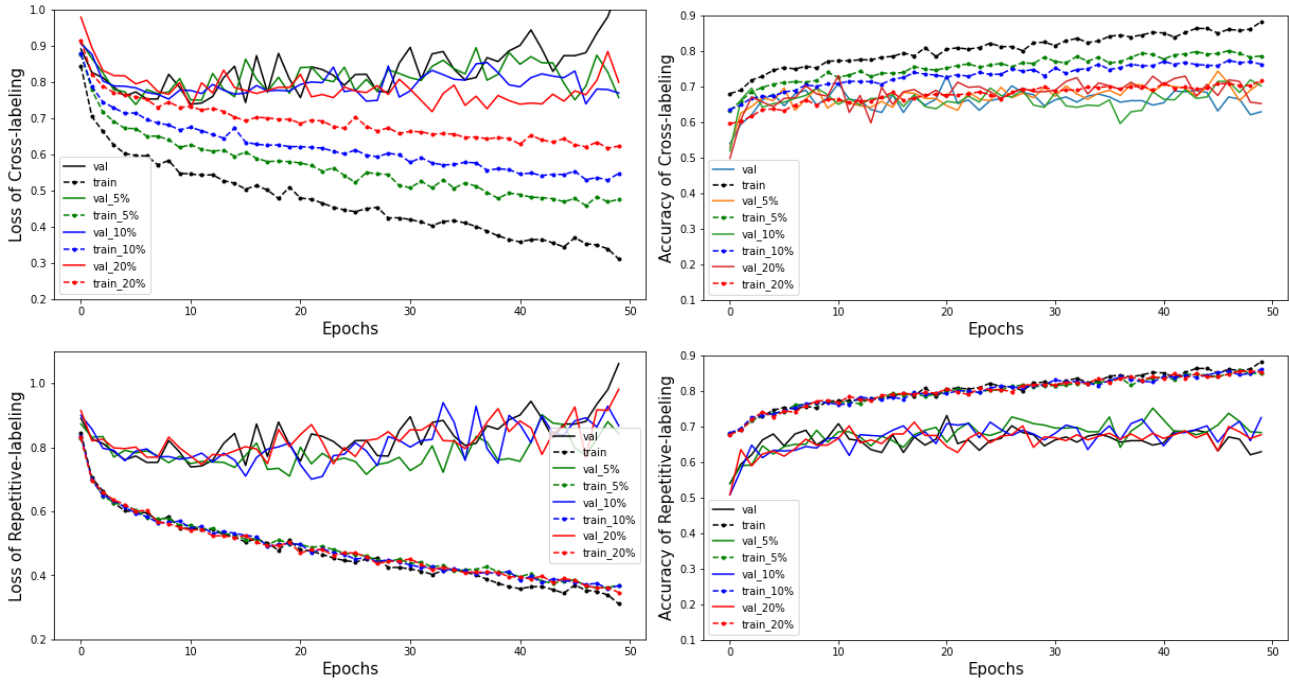 Loss of Cross-labeling
1.0
0.9
0.8
0.7
0.6
0.5
0.4
0.3
0.2
val
train
val_5%
train_5%
val_10%
train_10%
val_20%
train_20%
0 10 20 30 40 50
Epochs
Accuracy of Cross-labeling
0.9
0.8
0.7
0.6
0.5
0.4
0.3
0.2
0.1
val
train
val_5%
train_5%
val_10%
train_10%
val_20%
train_20%
0 10 20 30 40 50
Epochs
Loss of Repetitive-labeling
1.0
0.8
0.6
0.4
0.2
val
train
val_5%
train_5%
val_10%
train_10%
val_20%
train_20%
0 10 20 30 40 50
Epochs
Accuracy of Repetitive-labeling
0.9
0.8
0.7
0.6
0.5
0.4
0.3
0.2
0.1
val
train
val_5%
train_5%
val_10%
train_10%
val_20%
train_20%
0 10 20 30 40 50
Epochs